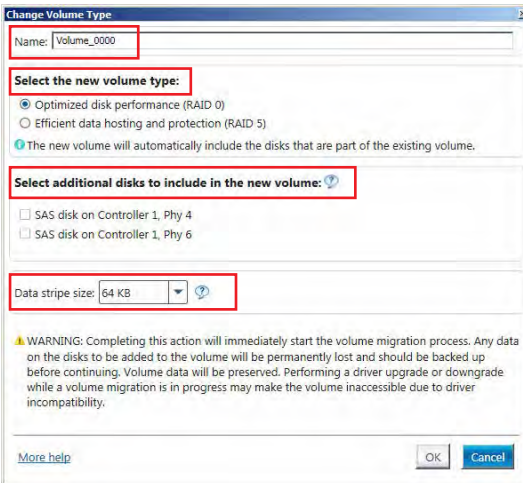 Change Volume Type
Name: Volume_0000
Select the new volume type:
Optimized disk performance (RAID 0)
Efficient data hosting and protection (RAID 5)
The new volume will automatically include the disks that are part of the existing volume.
Select additional disks to include in the new volume: ?
SAS disk on Controller 1, Phy 4
SAS disk on Controller 1, Phy 6
Data stripe size: 64 KB ?
WARNING: Completing this action will immediately start the volume migration process. Any data
on the disks to be added to the volume will be permanently lost and should be backed up
before continuing. Volume data will be preserved. Performing a driver upgrade or downgrade
while a volume migration is in progress may make the volume inaccessible due to driver
incompatibility.
More help
OK
Cancel